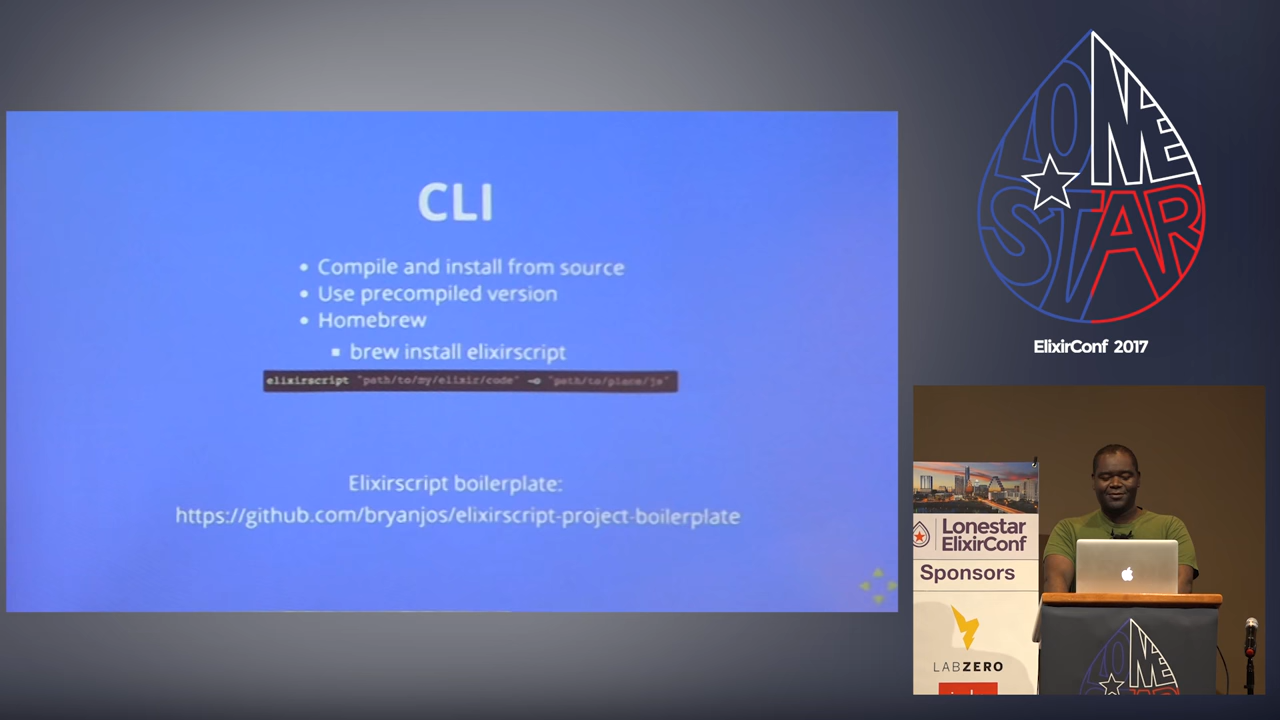 CLI
• Compile and install from source
• Use precompiled version
• Homebrew
▪ brew install elixirscript
elixirscript "path/to/my/elixir/code" -o "path/to/place/js"
Elixirscript boilerplate:
https://github.com/bryanjos/elixirscript-project-boilerplate
LONE
STAR
ElixirConf 2017
Lonestar
ElixirConf
Sponsors
LABZERO
LONE
STAR